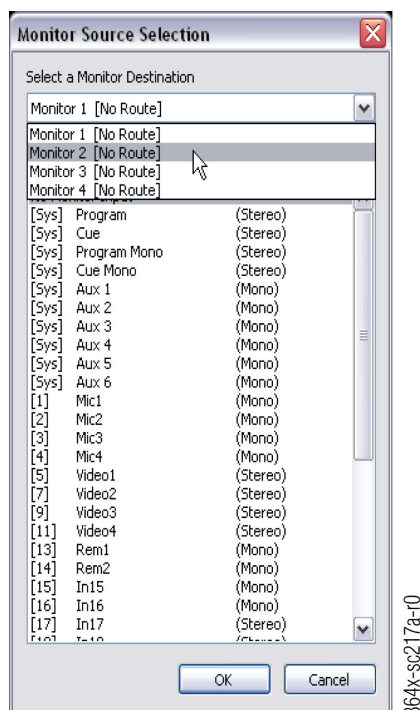 Monitor Source Selection
Select a Monitor Destination
Monitor 1 [No Route]
Monitor 1 [No Route]
Monitor 2 [No Route]
Monitor 3 [No Route]
Monitor 4 [No Route]
[Sys] Program (Stereo)
[Sys] Cue (Stereo)
[Sys] Program Mono (Stereo)
[Sys] Cue Mono (Stereo)
[Sys] Aux 1 (Mono)
[Sys] Aux 2 (Mono)
[Sys] Aux 3 (Mono)
[Sys] Aux 4 (Mono)
[Sys] Aux 5 (Mono)
[Sys] Aux 6 (Mono)
[1] Mic1 (Mono)
[2] Mic2 (Mono)
[3] Mic3 (Mono)
[4] Mic4 (Mono)
[5] Video1 (Stereo)
[7] Video2 (Stereo)
[9] Video3 (Stereo)
[11] Video4 (Stereo)
[13] Rem1 (Mono)
[14] Rem2 (Mono)
[15] In15 (Mono)
[16] In16 (Mono)
[17] In17 (Stereo)
OK Cancel
864x-sc217a-r0